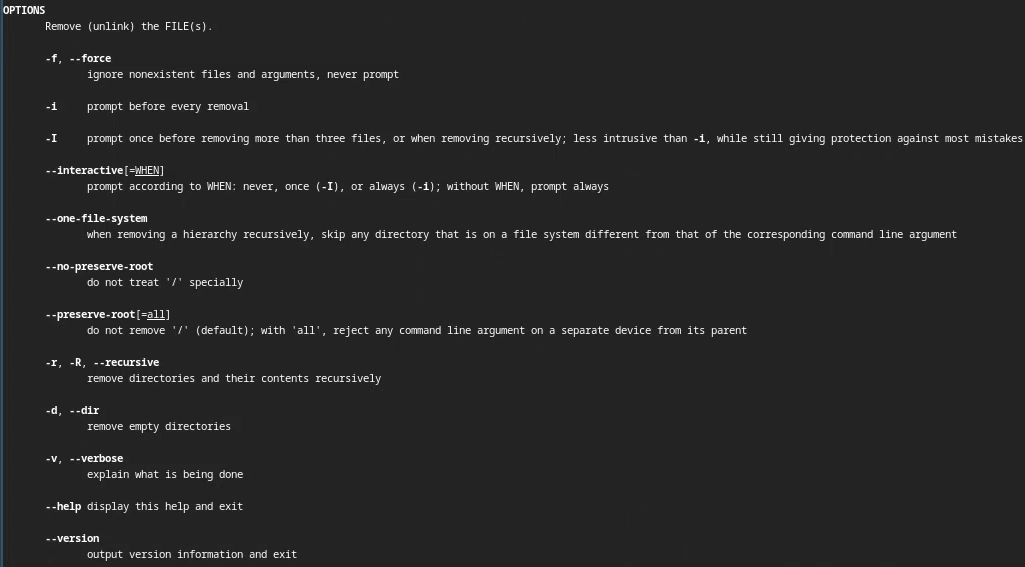 OPTIONS
Remove (unlink) the FILE(s).
-f, --force
ignore nonexistent files and arguments, never prompt
-i prompt before every removal
-I prompt once before removing more than three files, or when removing recursively; less intrusive than -i, while still giving protection against most mistakes
--interactive[=WHEN]
prompt according to WHEN: never, once (-I), or always (-i); without WHEN, prompt always
--one-file-system
when removing a hierarchy recursively, skip any directory that is on a file system different from that of the corresponding command line argument
--no-preserve-root
do not treat '/' specially
--preserve-root[=all]
do not remove '/' (default); with 'all', reject any command line argument on a separate device from its parent
-r, -R, --recursive
remove directories and their contents recursively
-d, --dir
remove empty directories
-v, --verbose
explain what is being done
--help display this help and exit
--version
output version information and exit